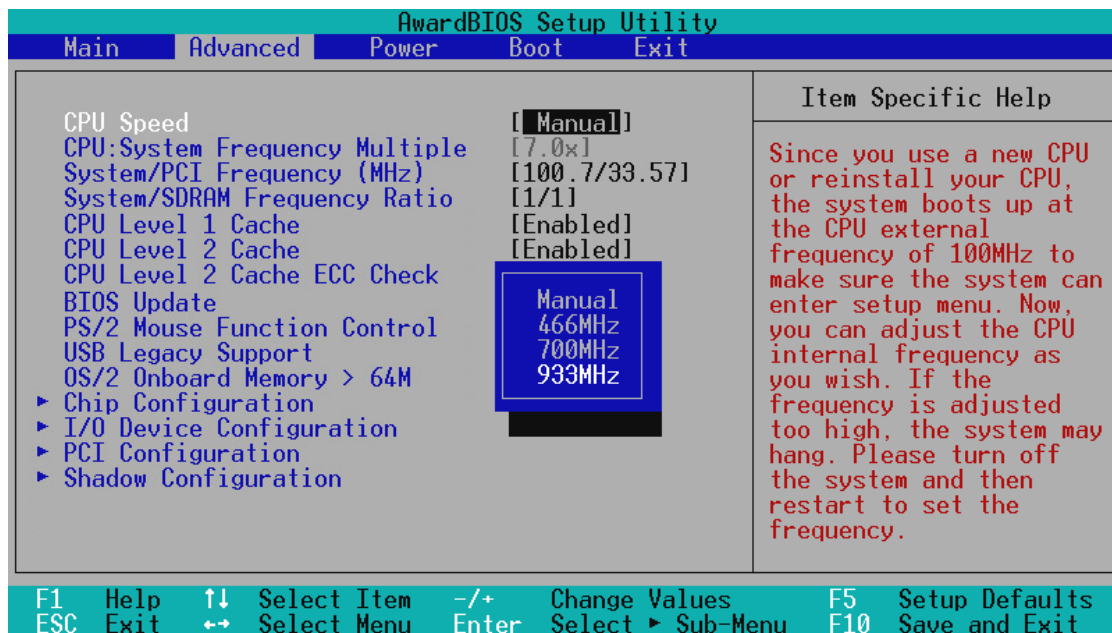 AwardBIOS Setup Utility
Main Advanced Power Boot Exit
Item Specific Help
CPU Speed [ Manual]
CPU:System Frequency Multiple [7.0x]
System/PCI Frequency (MHz) [100.7/33.57]
System/SDRAM Frequency Ratio [1/1]
CPU Level 1 Cache [Enabled]
CPU Level 2 Cache [Enabled]
CPU Level 2 Cache ECC Check
BIOS Update
PS/2 Mouse Function Control
USB Legacy Support
OS/2 Onboard Memory > 64M
► Chip Configuration
► I/O Device Configuration
► PCI Configuration
► Shadow Configuration
Manual
466MHz
700MHz
933MHz
Since you use a new CPU
or reinstall your CPU,
the system boots up at
the CPU external
frequency of 100MHz to
make sure the system can
enter setup menu. Now,
you can adjust the CPU
internal frequency as
you wish. If the
frequency is adjusted
too high, the system may
hang. Please turn off
the system and then
restart to set the
frequency.
F1 Help ↑↓ Select Item -/+ Change Values F5 Setup Defaults
ESC Exit ←→ Select Menu Enter Select ► Sub-Menu F10 Save and Exit